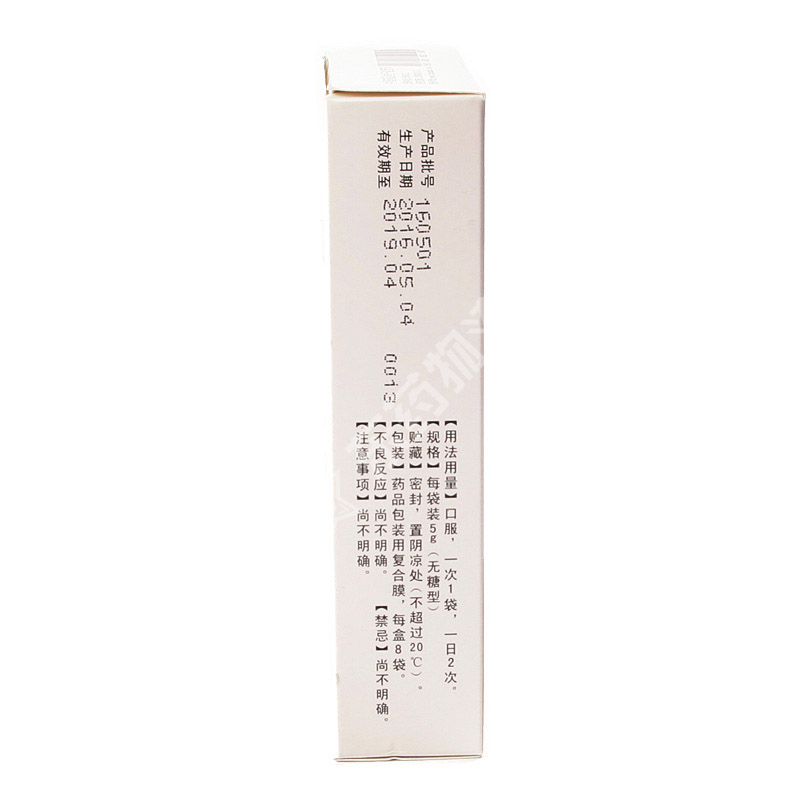 产品批号 160501
生产日期 2016.05.04
有效期至 2019.04
0013
【用法用量】口服，一次1袋，一日2次。
【规格】每袋装5g（无糖型）
【贮藏】密封，置阴凉处（不超过20℃）。
【包装】药品包装用复合膜，每盒8袋。
【不良反应】尚不明确。 【禁忌】尚不明确。
【注意事项】尚不明确。
药物